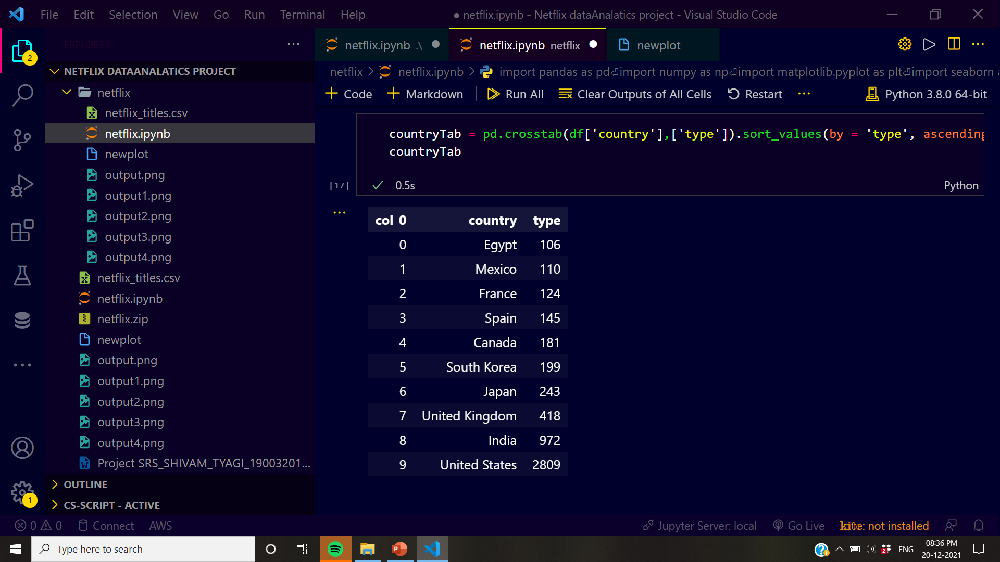 File Edit Selection View Go Run Terminal Help ● netflix.ipynb - Netflix dataAnalatics project - Visual Studio Code
EXPLORER
2
netflix.ipynb .\
netflix.ipynb netflix
newplot
NETFLIX DATAANALATICS PROJECT
netflix
netflix_titles.csv
netflix.ipynb
newplot
output.png
output1.png
output2.png
output3.png
output4.png
netflix_titles.csv
netflix.ipynb
netflix.zip
newplot
output.png
output1.png
output2.png
output3.png
output4.png
Project SRS_SHIVAM_TYAGI_19003201...
OUTLINE
CS-SCRIPT - ACTIVE
1
netflix > netflix.ipynb > import pandas as pd⏎import numpy as np⏎import matplotlib.pyplot as plt⏎import seaborn a
Code Markdown Run All Clear Outputs of All Cells Restart ... Python 3.8.0 64-bit
countryTab = pd.crosstab(df['country'],['type']).sort_values(by = 'type', ascending
countryTab
[17] 0.5s Python
col_0 country type
0 Egypt 106
1 Mexico 110
2 France 124
3 Spain 145
4 Canada 181
5 South Korea 199
6 Japan 243
7 United Kingdom 418
8 India 972
9 United States 2809
0 0 Connect AWS Jupyter Server: local Go Live kite: not installed
Type here to search
P
2
ENG
08:36 PM
20-12-2021